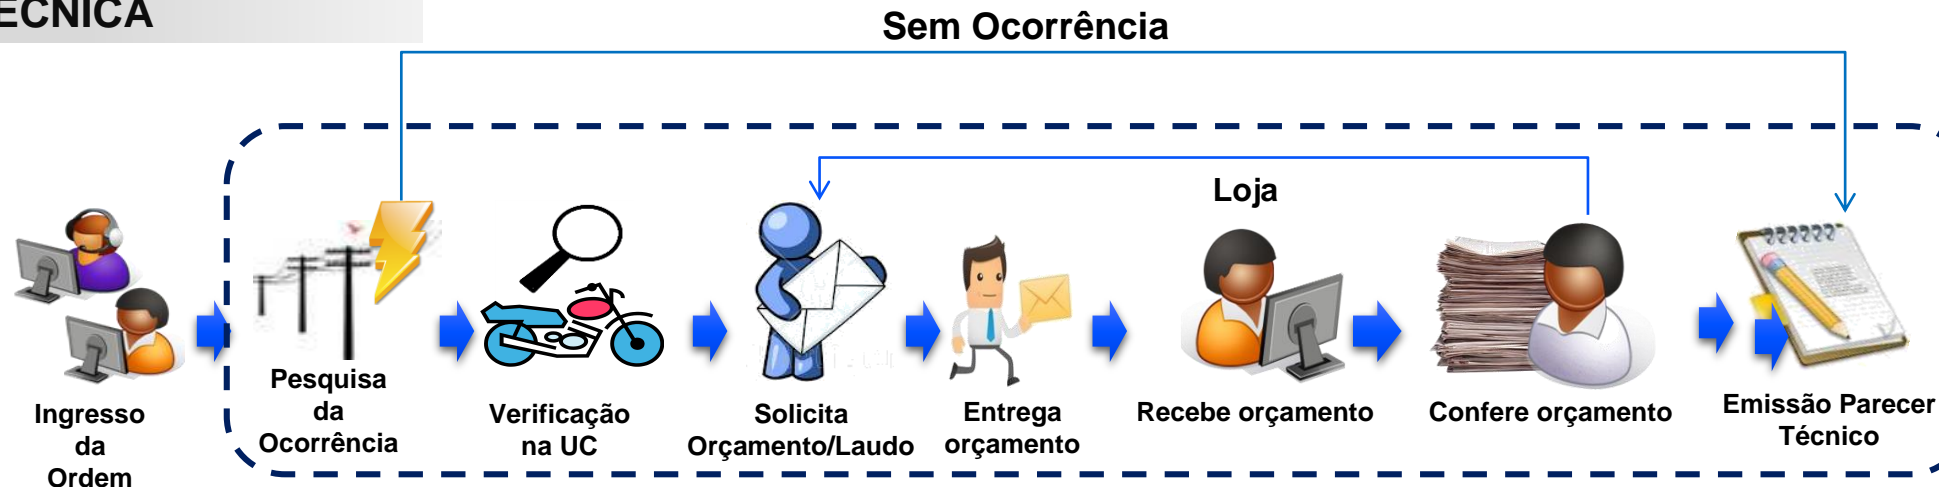 ECNICA
Sem Ocorrência
Loja
Ingresso
da
Ordem
Pesquisa
da
Ocorrência
Verificação
na UC
Solicita
Orçamento/Laudo
Entrega
orçamento
Recebe orçamento
Confere orçamento
Emissão Parecer
Técnico